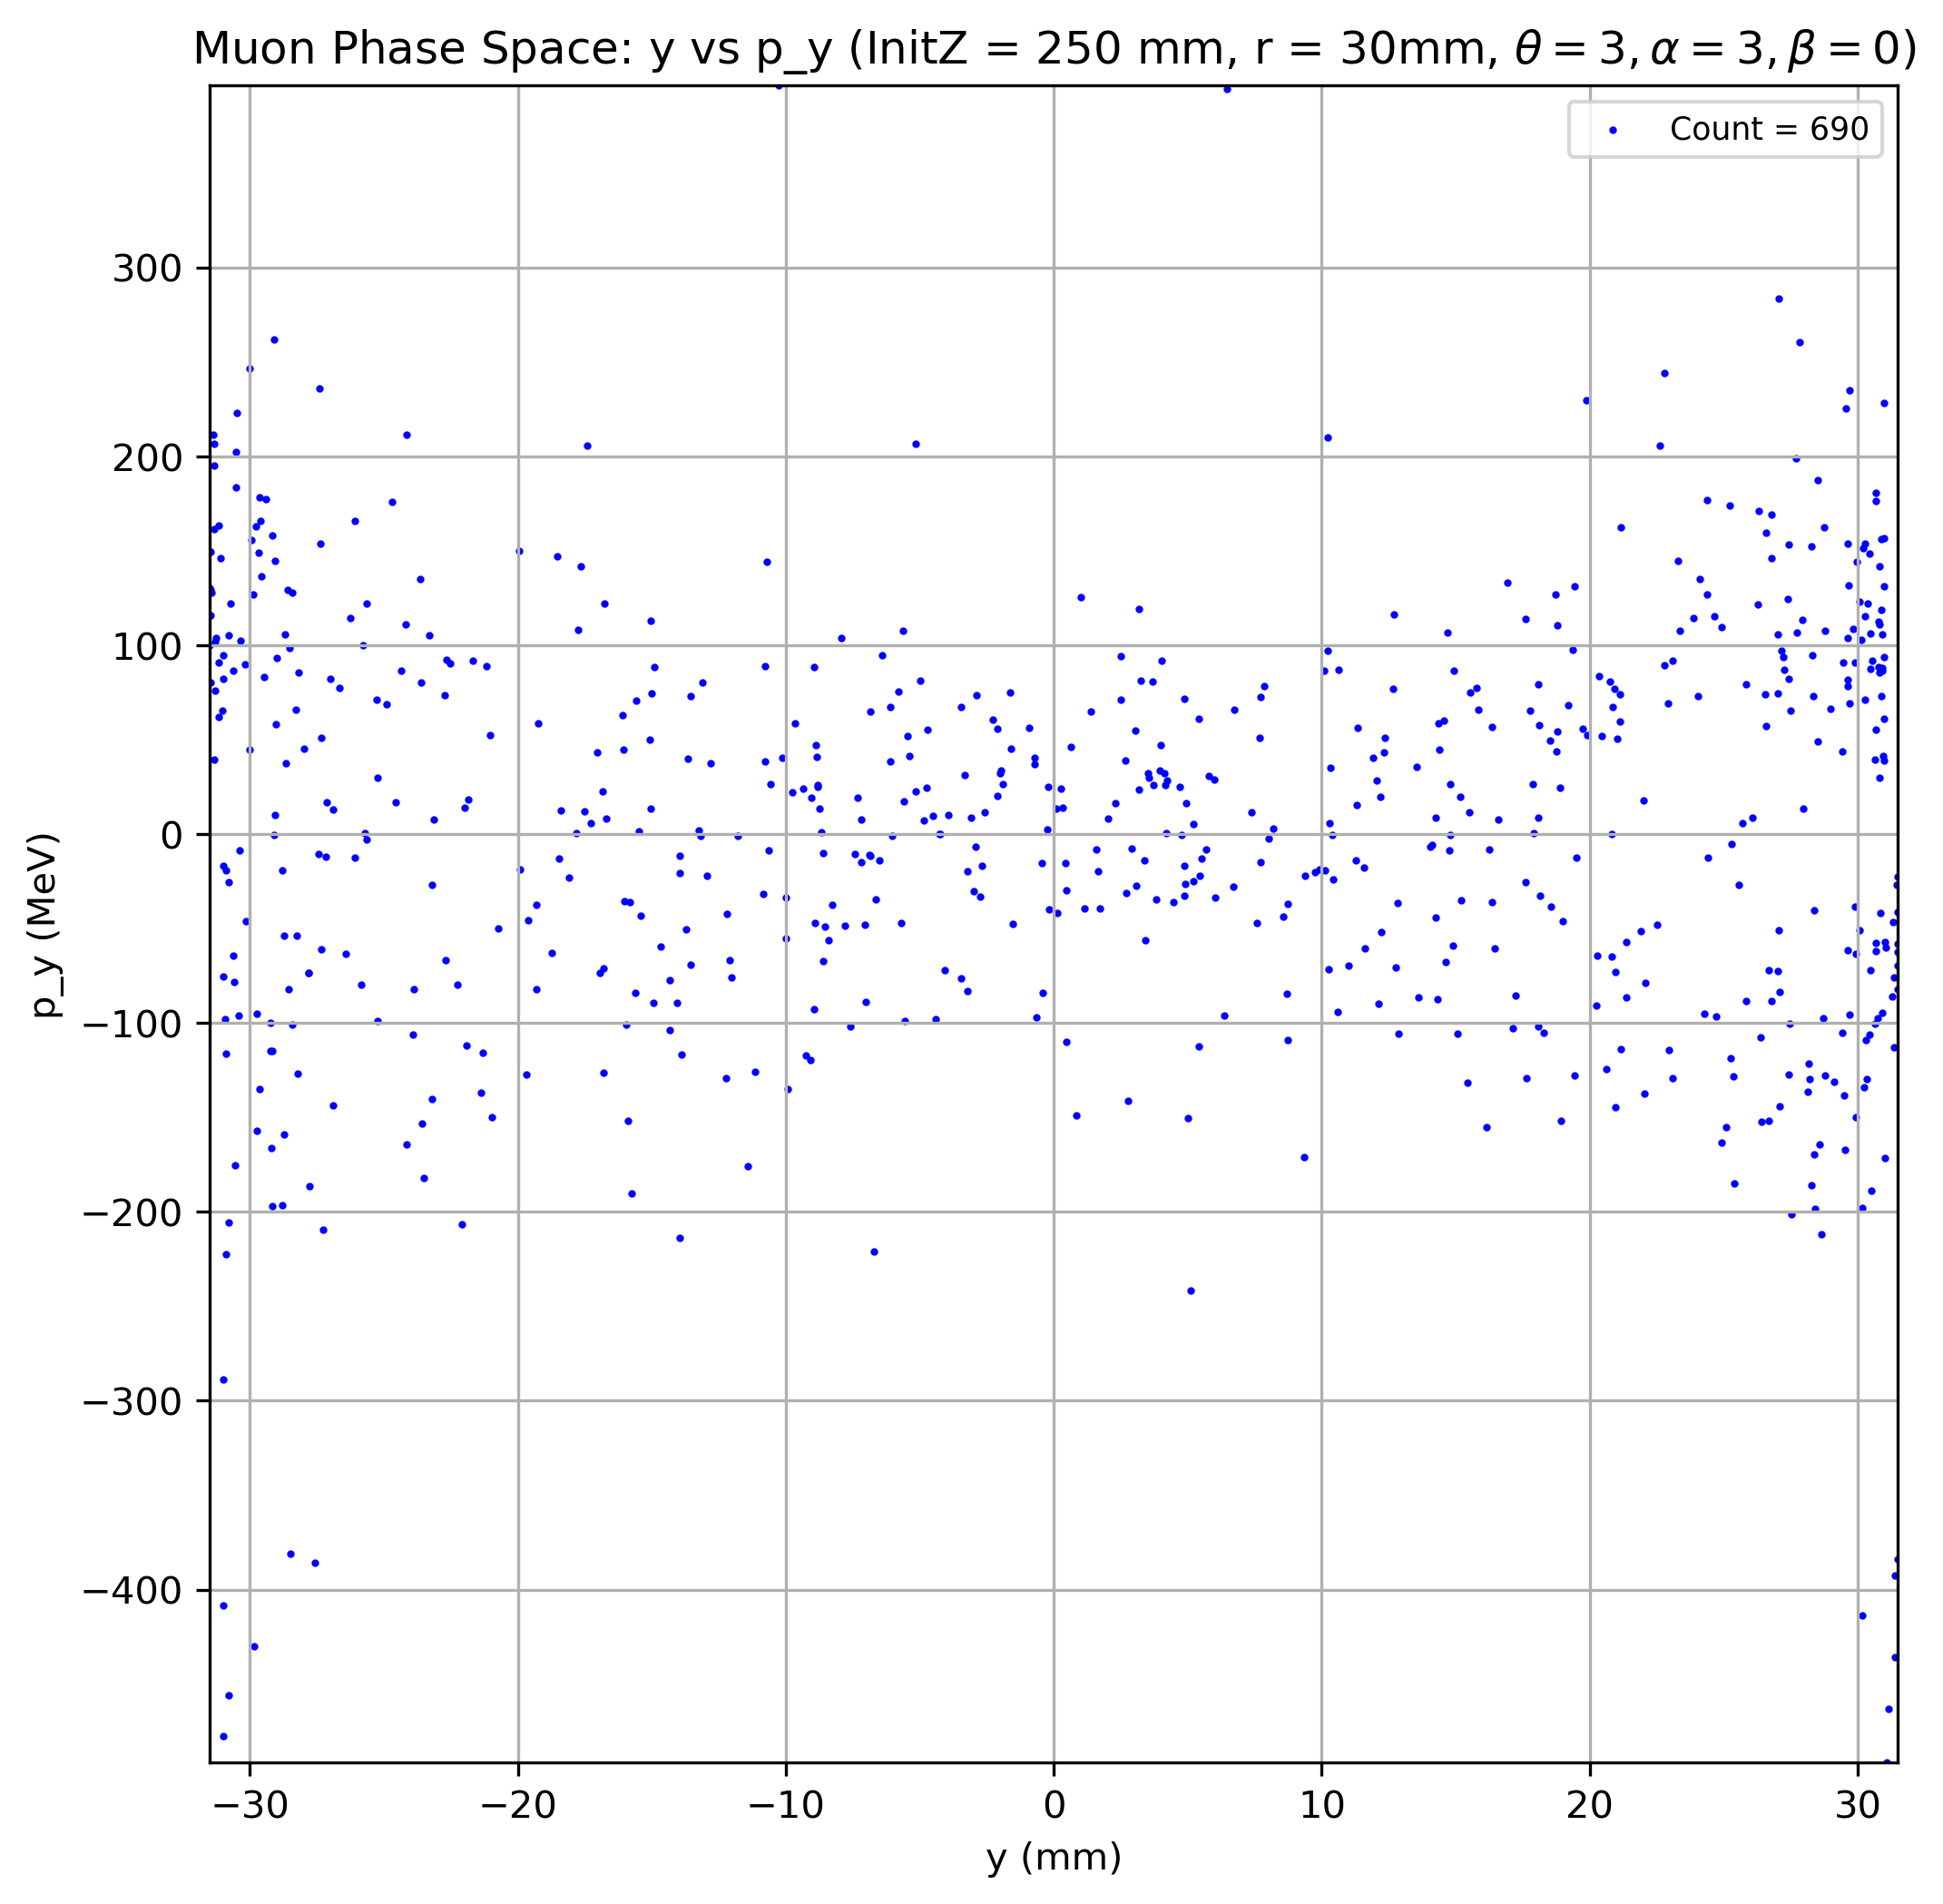 Muon Phase Space: y vs p_y (InitZ = 250 mm, r = 30mm, θ = 3, α = 3, β = 0)
Count = 690
300
200
100
0
−100
−200
−300
−400
p_y (MeV)
−30 −20 −10 0 10 20 30
y (mm)